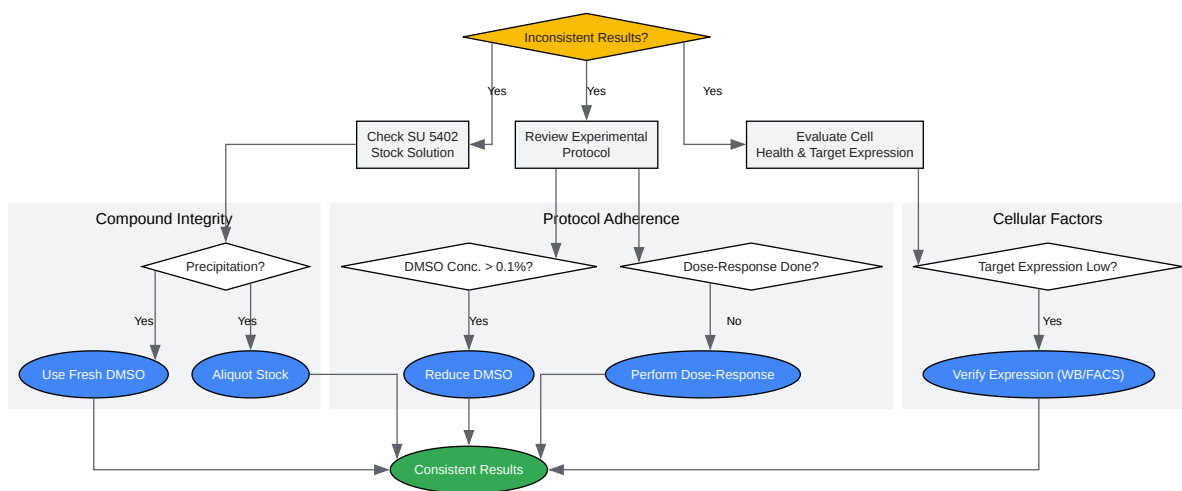 Inconsistent Results?
Yes
Yes
Yes
Check SU 5402
Stock Solution
Review Experimental
Protocol
Evaluate Cell
Health & Target Expression
Compound Integrity
Protocol Adherence
Cellular Factors
Precipitation?
DMSO Conc. > 0.1%?
Dose-Response Done?
Target Expression Low?
Yes
Yes
Yes
No
Yes
Use Fresh DMSO
Aliquot Stock
Reduce DMSO
Perform Dose-Response
Verify Expression (WB/FACS)
Consistent Results